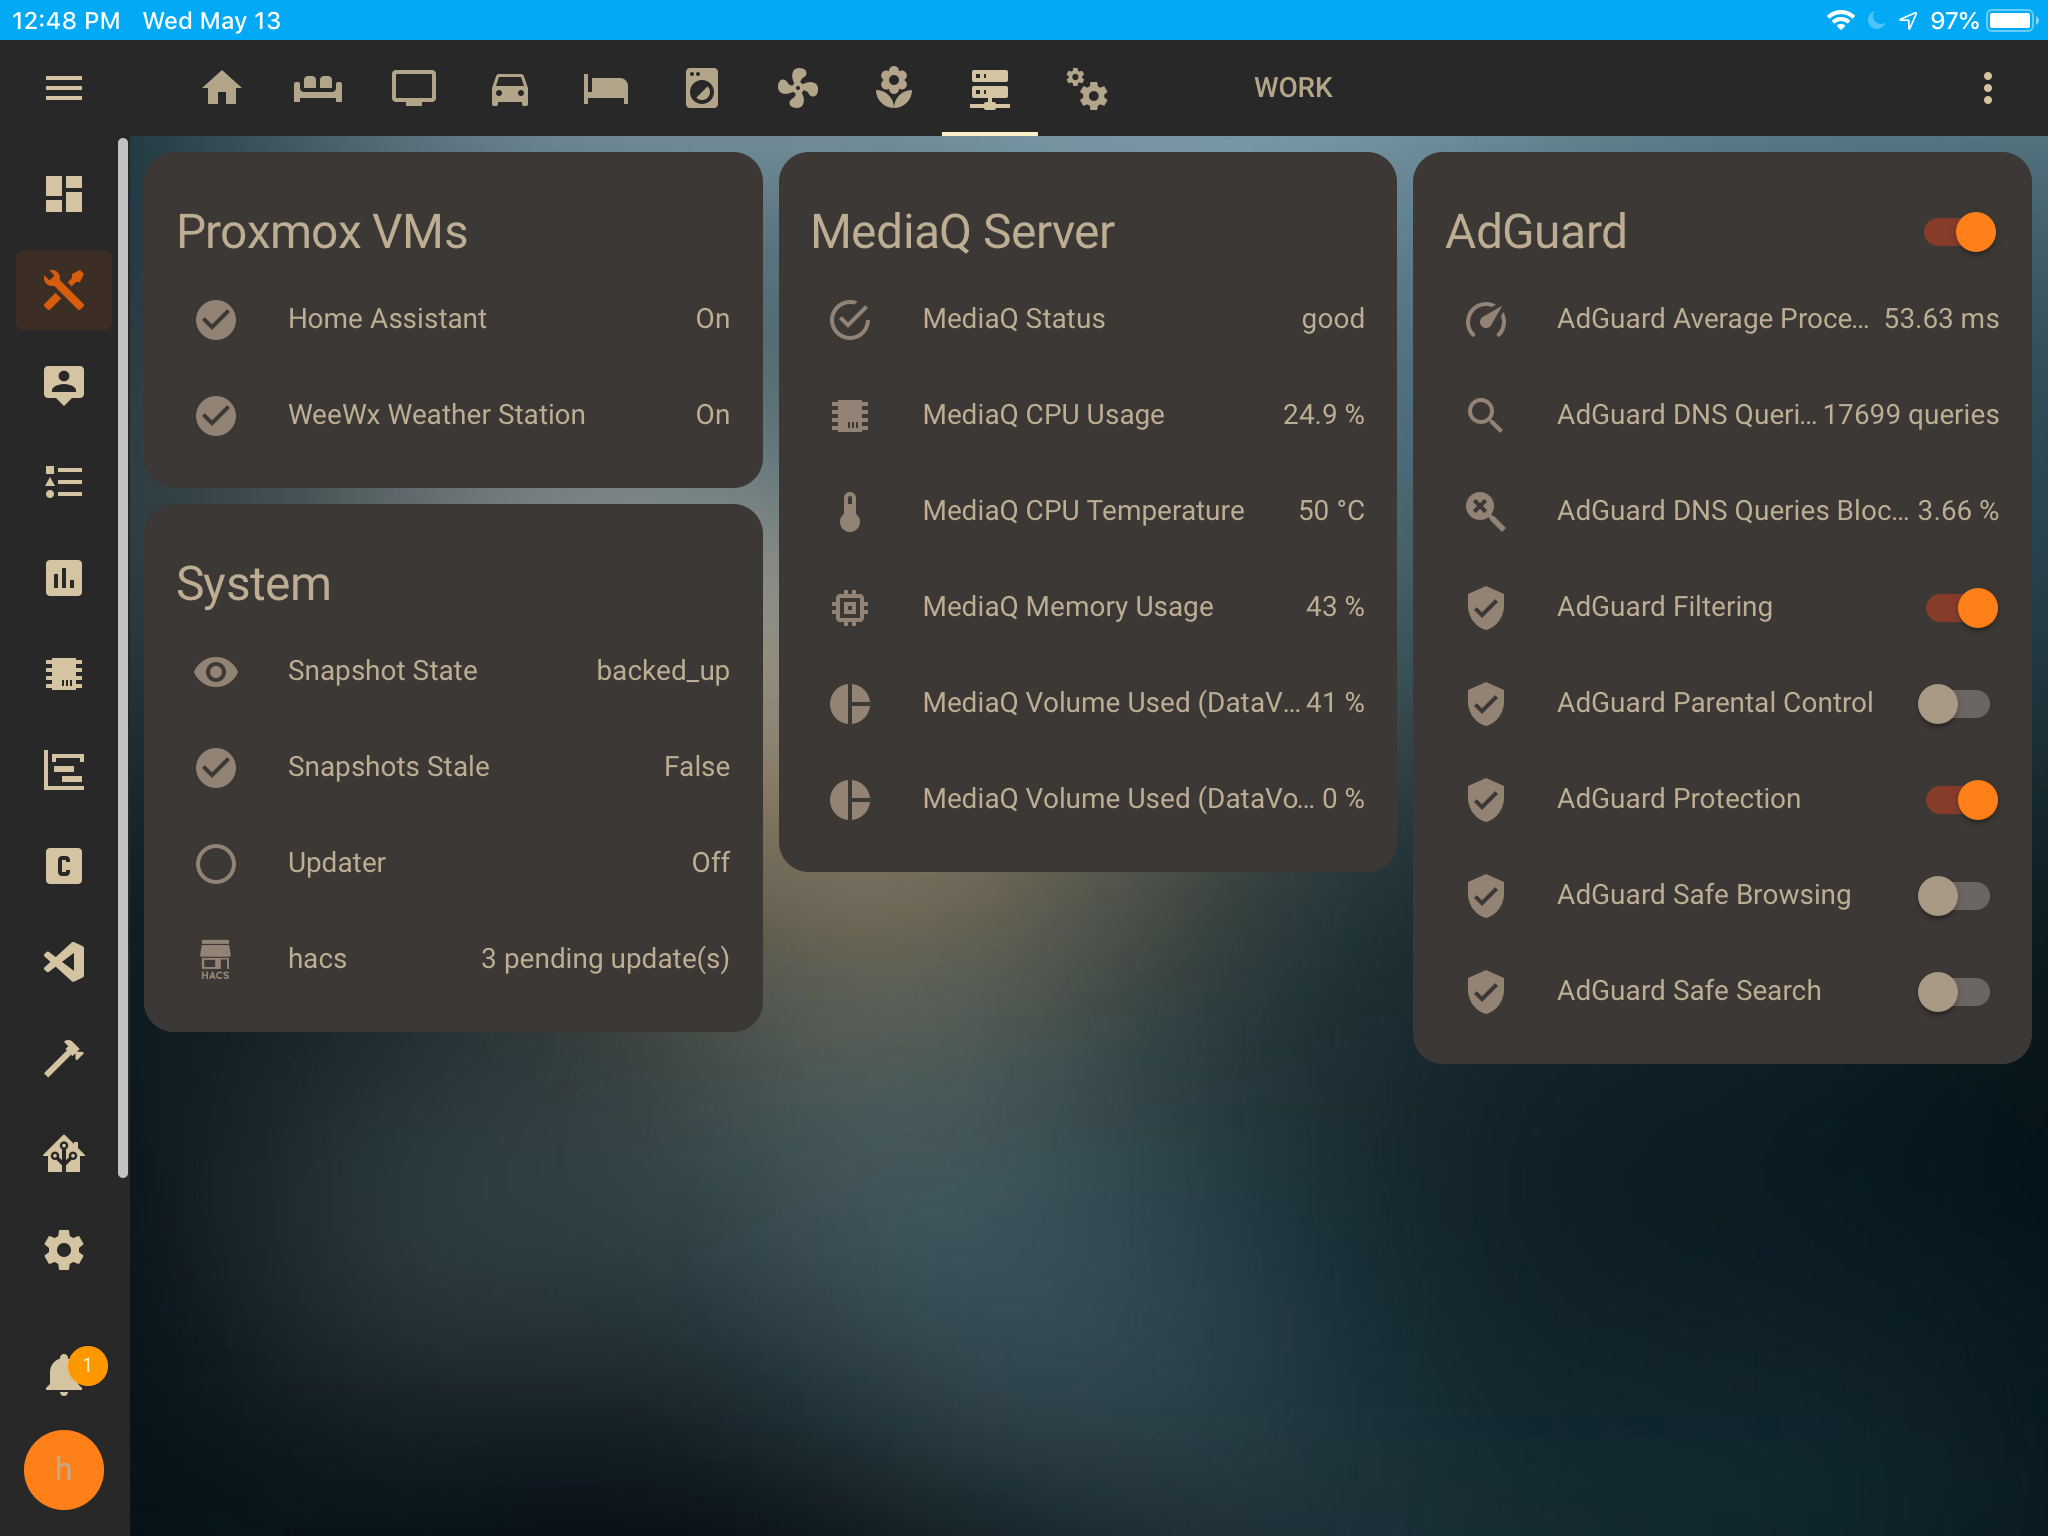 12:48 PM Wed May 13 97%
WORK
Proxmox VMs
Home Assistant On
WeeWx Weather Station On
System
Snapshot State backed_up
Snapshots Stale False
Updater Off
HACS hacs 3 pending update(s)
MediaQ Server
MediaQ Status good
MediaQ CPU Usage 24.9 %
MediaQ CPU Temperature 50 °C
MediaQ Memory Usage 43 %
MediaQ Volume Used (DataV... 41 %
MediaQ Volume Used (DataVo... 0 %
AdGuard
AdGuard Average Proce... 53.63 ms
AdGuard DNS Queri... 17699 queries
AdGuard DNS Queries Bloc... 3.66 %
AdGuard Filtering
AdGuard Parental Control
AdGuard Protection
AdGuard Safe Browsing
AdGuard Safe Search
C
1
h